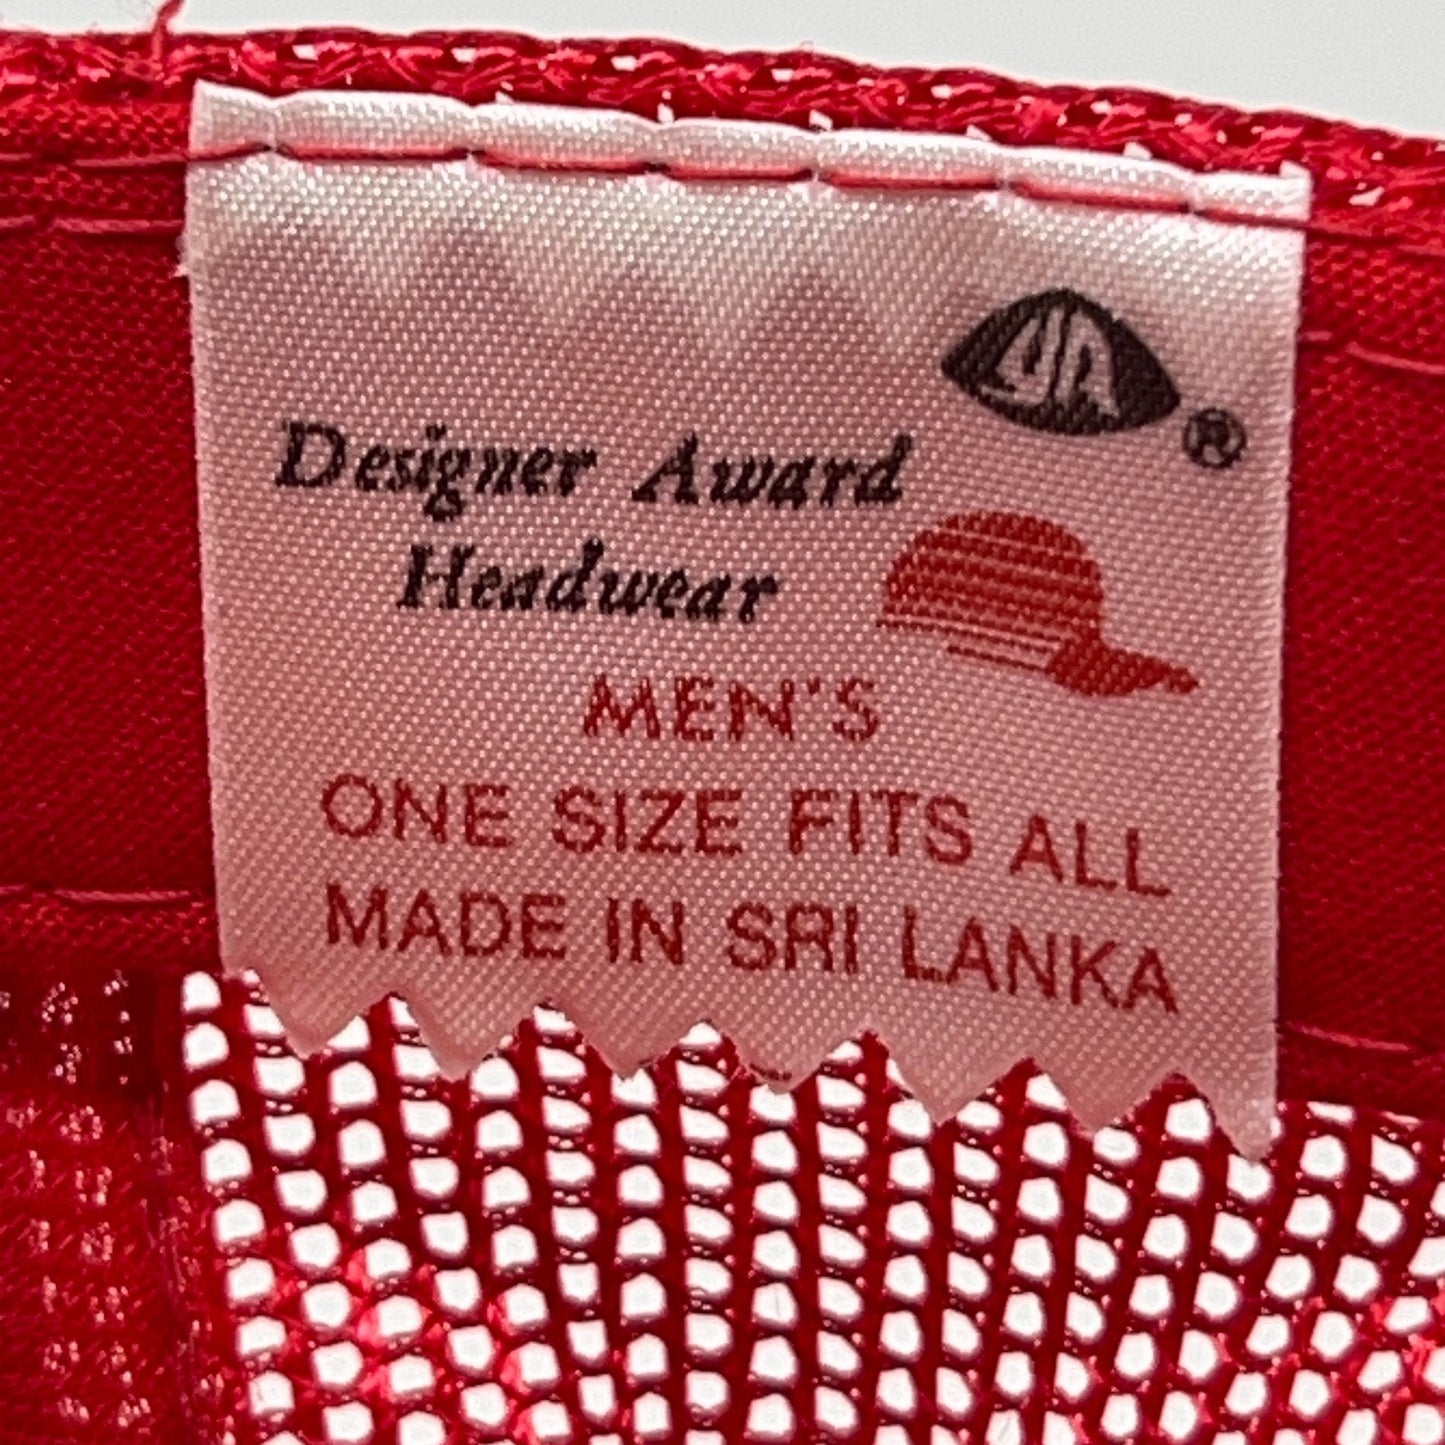 ®
Designer Award
Headwear
MEN'S
ONE SIZE FITS ALL
MADE IN SRI LANKA